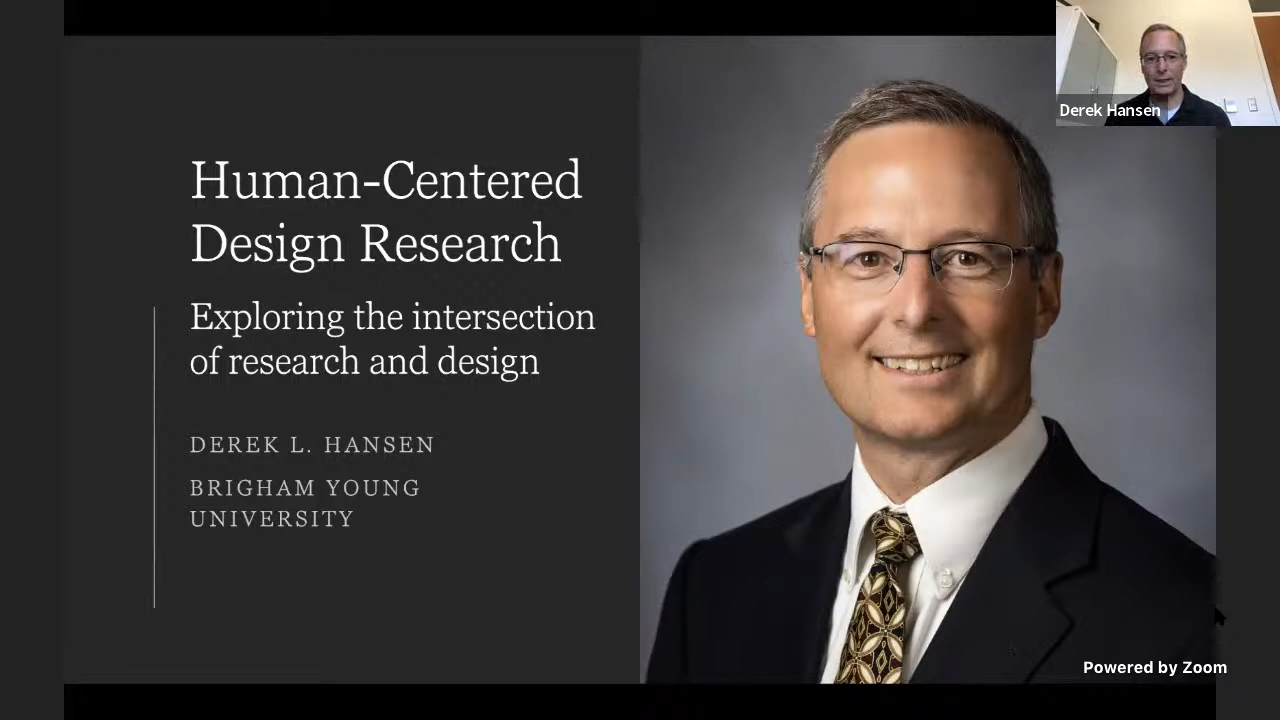 Human-Centered
Design Research
Exploring the intersection
of research and design
DEREK L. HANSEN
BRIGHAM YOUNG
UNIVERSITY
Derek Hansen
Powered by Zoom